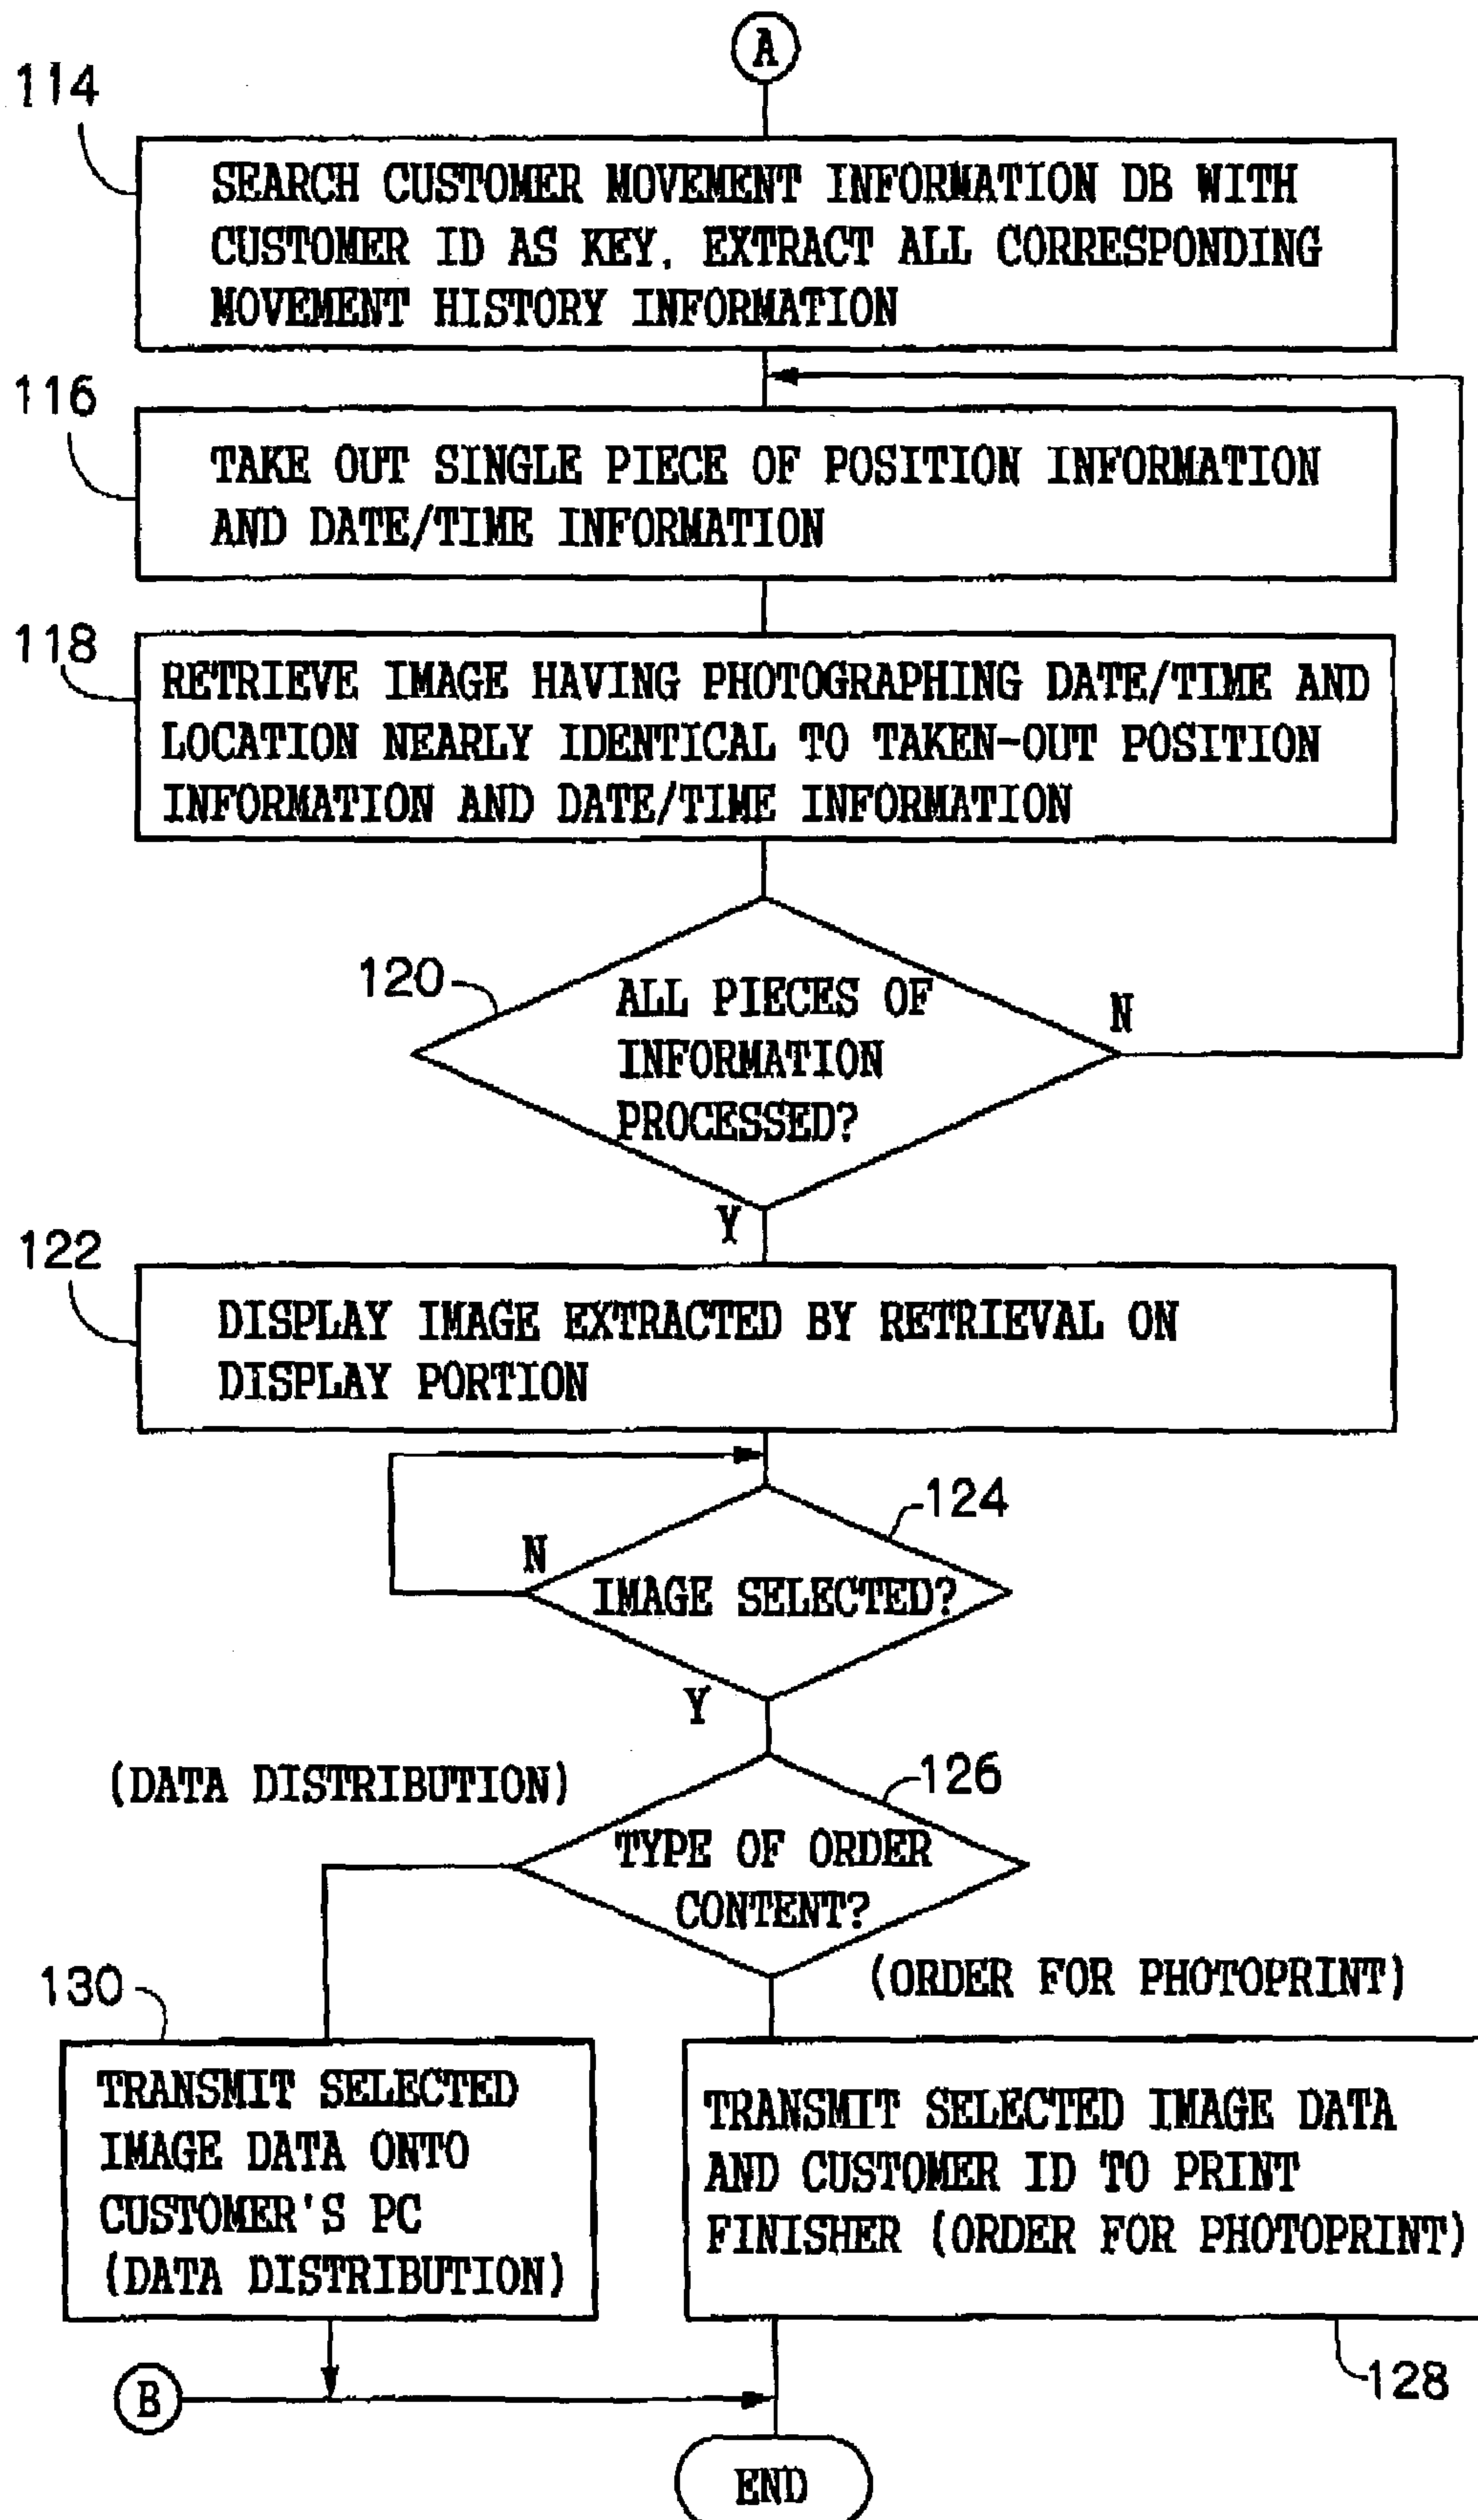 A
114
SEARCH CUSTOMER MOVEMENT INFORMATION DB WITH
CUSTOMER ID AS KEY. EXTRACT ALL CORRESPONDING
MOVEMENT HISTORY INFORMATION
116
TAKE OUT SINGLE PIECE OF POSITION INFORMATION
AND DATE/TIME INFORMATION
118
RETRIEVE IMAGE HAVING PHOTOGRAPHING DATE/TIME AND
LOCATION NEARLY IDENTICAL TO TAKEN-OUT POSITION
INFORMATION AND DATE/TIME INFORMATION
120
ALL PIECES OF
INFORMATION
PROCESSED?
N
Y
122
DISPLAY IMAGE EXTRACTED BY RETRIEVAL ON
DISPLAY PORTION
124
N
IMAGE SELECTED?
Y
(DATA DISTRIBUTION)
126
TYPE OF ORDER
CONTENT?
(ORDER FOR PHOTOPRINT)
130
TRANSMIT SELECTED
IMAGE DATA ONTO
CUSTOMER'S PC
(DATA DISTRIBUTION)
TRANSMIT SELECTED IMAGE DATA
AND CUSTOMER ID TO PRINT
FINISHER (ORDER FOR PHOTOPRINT)
128
B
END